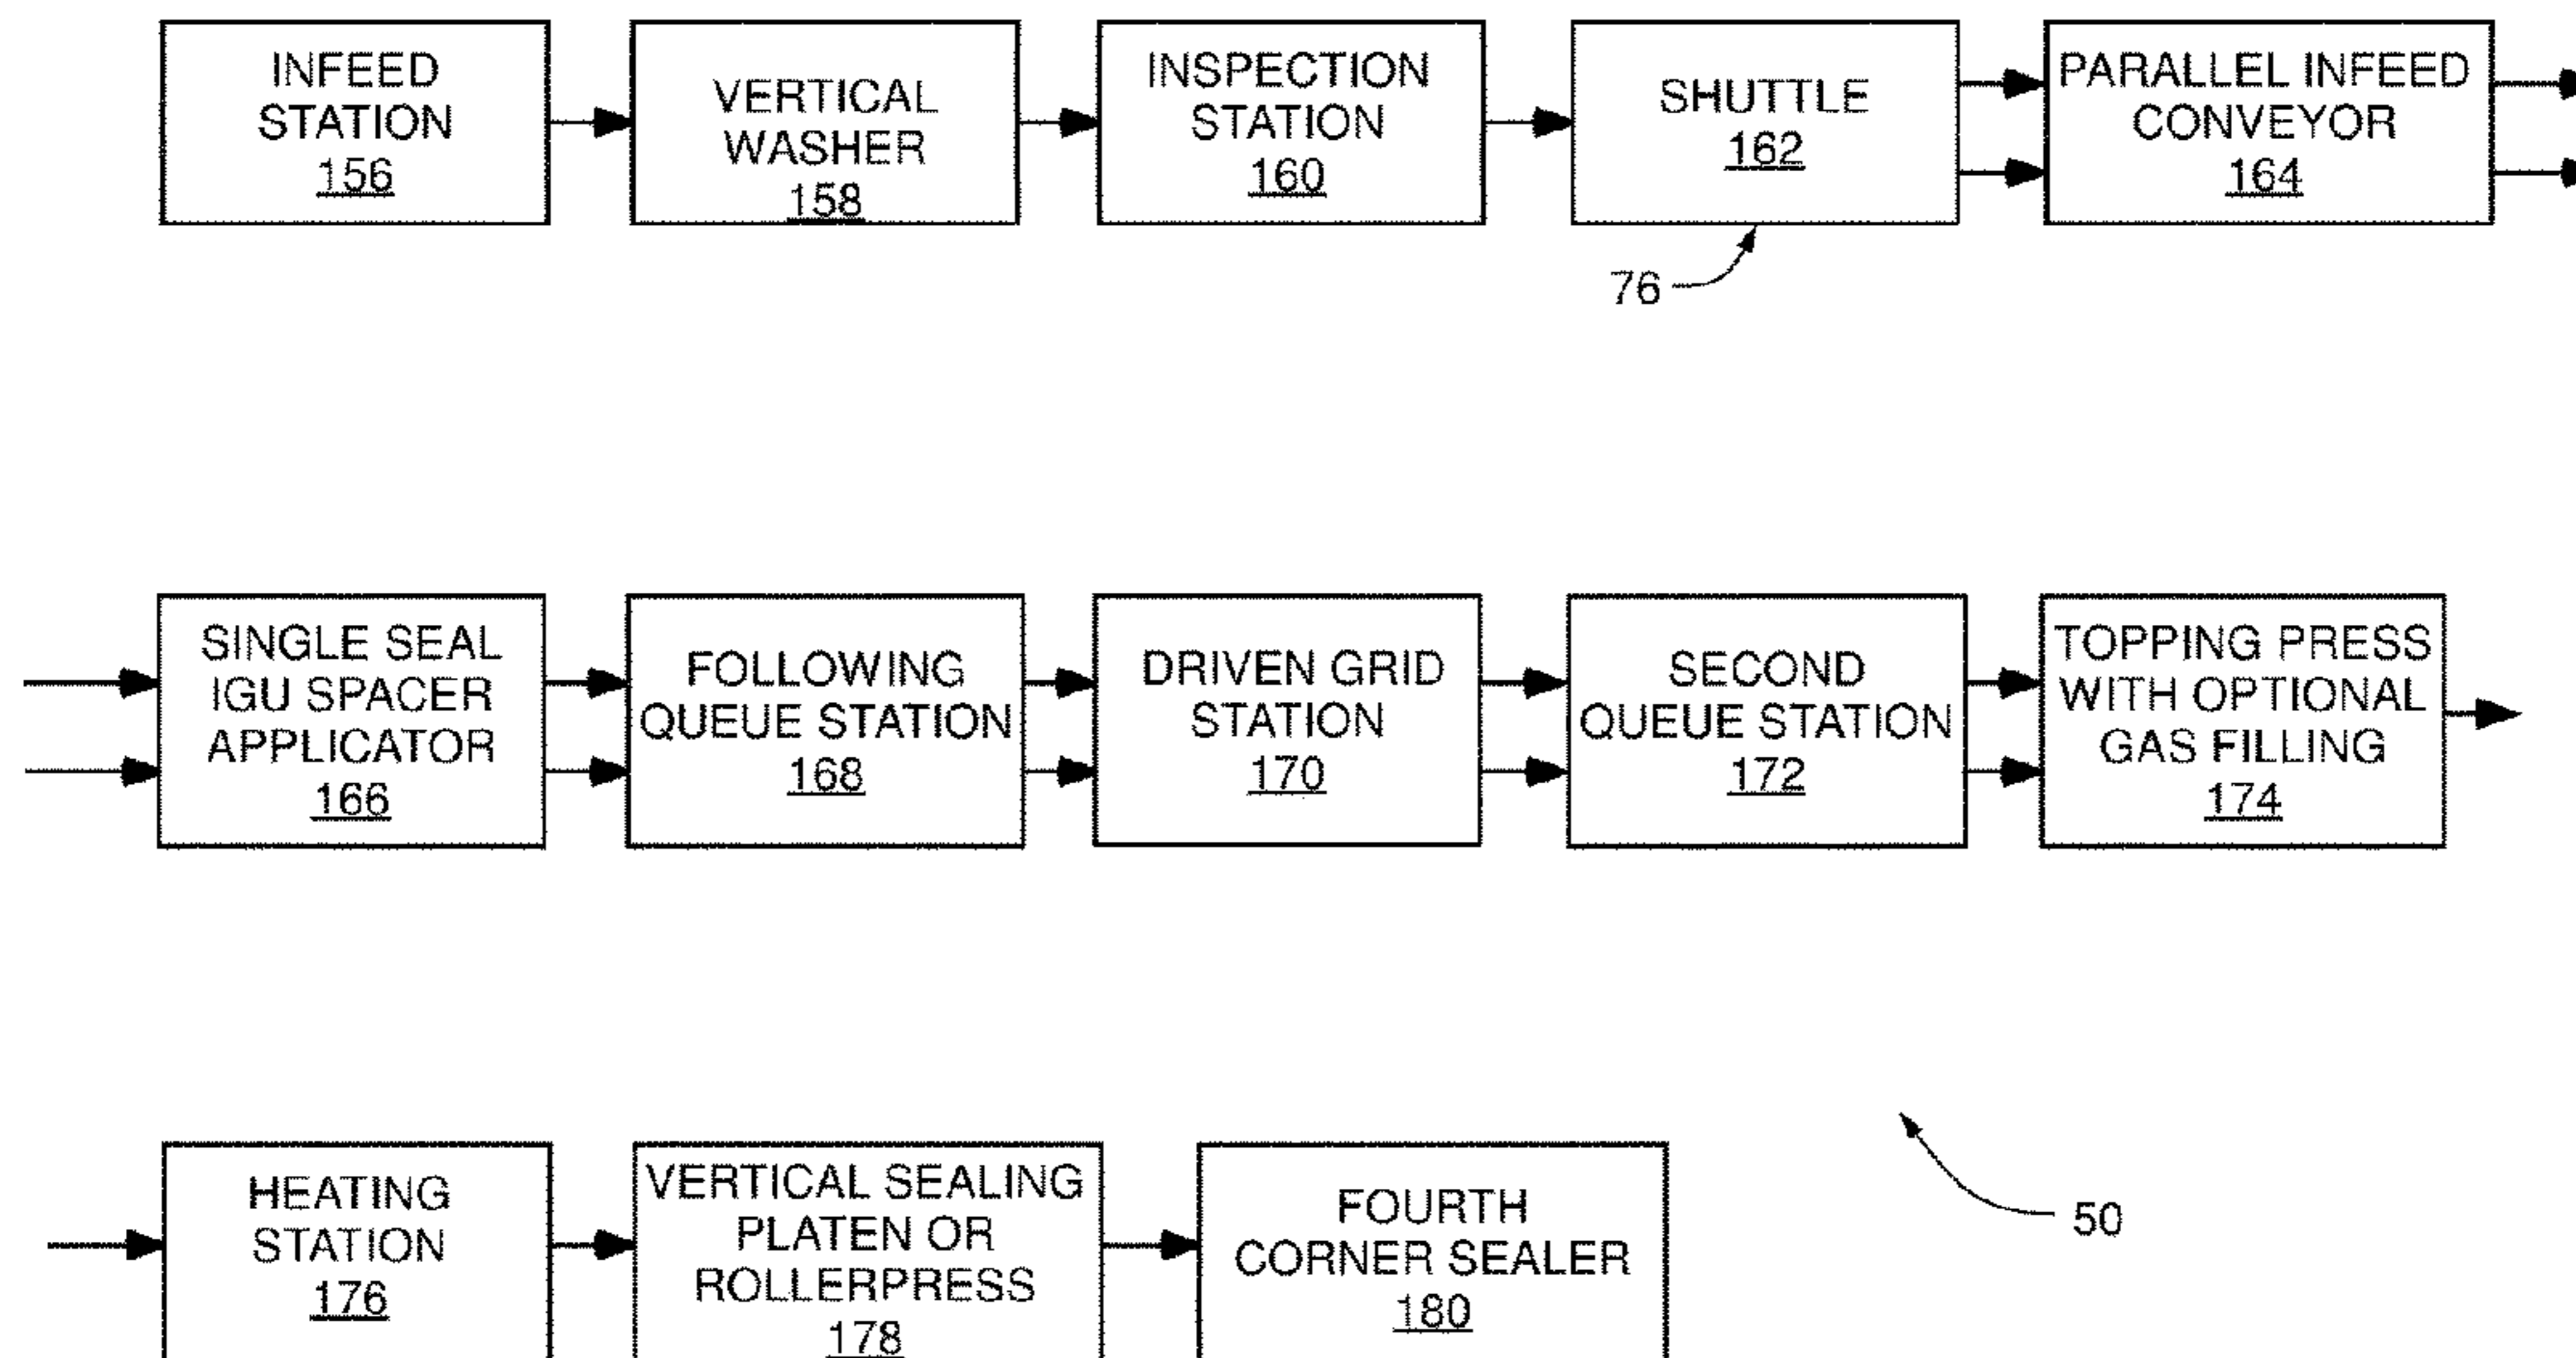 INFEED
STATION
156
VERTICAL
WASHER
158
INSPECTION
STATION
160
SHUTTLE
162
PARALLEL INFEED
CONVEYOR
164
76
SINGLE SEAL
IGU SPACER
APPLICATOR
166
FOLLOWING
QUEUE STATION
168
DRIVEN GRID
STATION
170
SECOND
QUEUE STATION
172
TOPPING PRESS
WITH OPTIONAL
GAS FILLING
174
HEATING
STATION
176
VERTICAL SEALING
PLATEN OR
ROLLERPRESS
178
FOURTH
CORNER SEALER
180
50